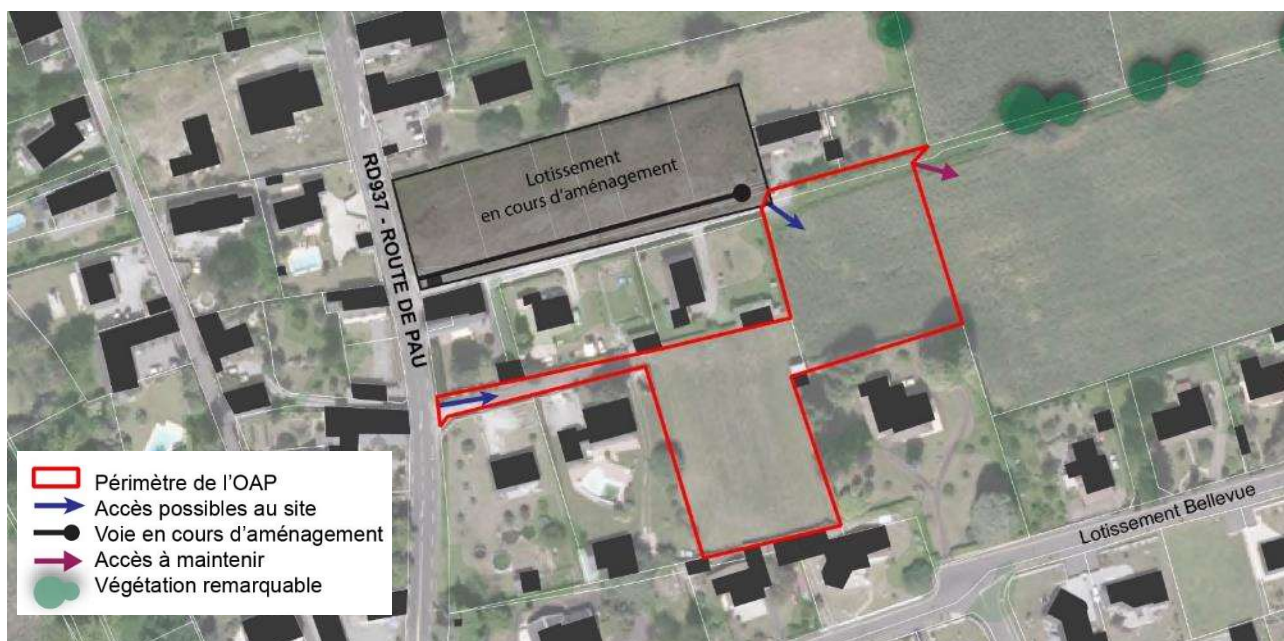 Lotissement
en cours d'aménagement
RD937 - ROUTE DE PAU
Lotissement Bellevue
Périmètre de l'OAP
Accès possibles au site
Voie en cours d'aménagement
Accès à maintenir
Végétation remarquable